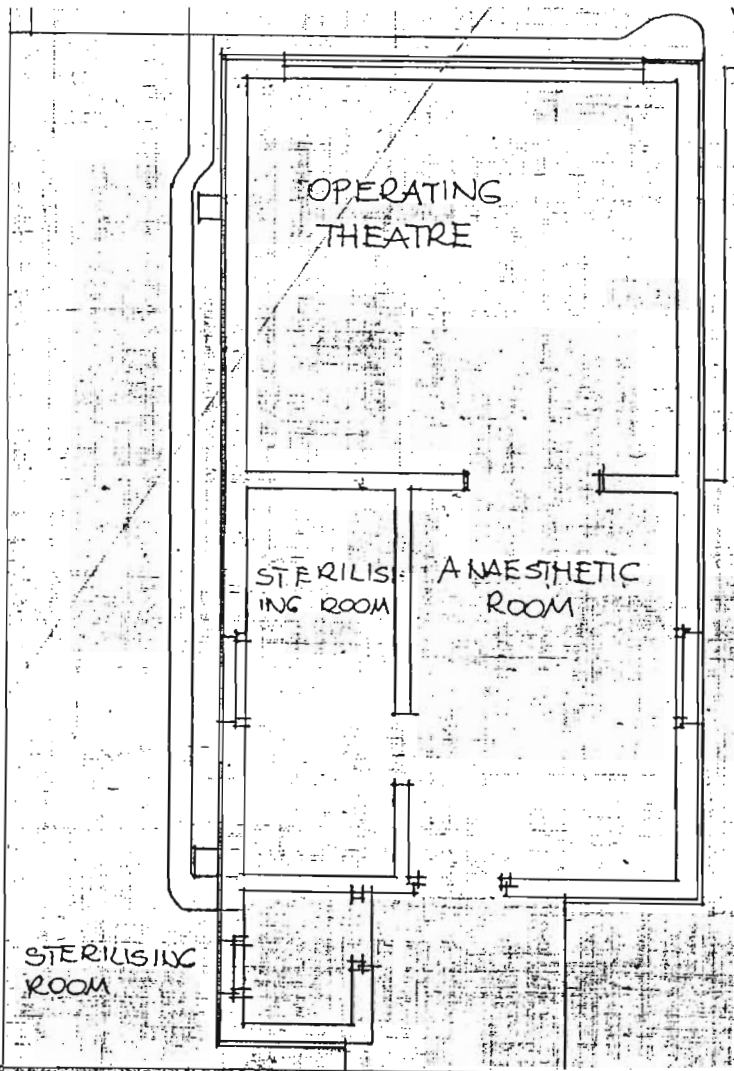 OPERATING
THEATRE
STERILIS
ING ROOM
ANAESTHETIC
ROOM
STERILISING
ROOM